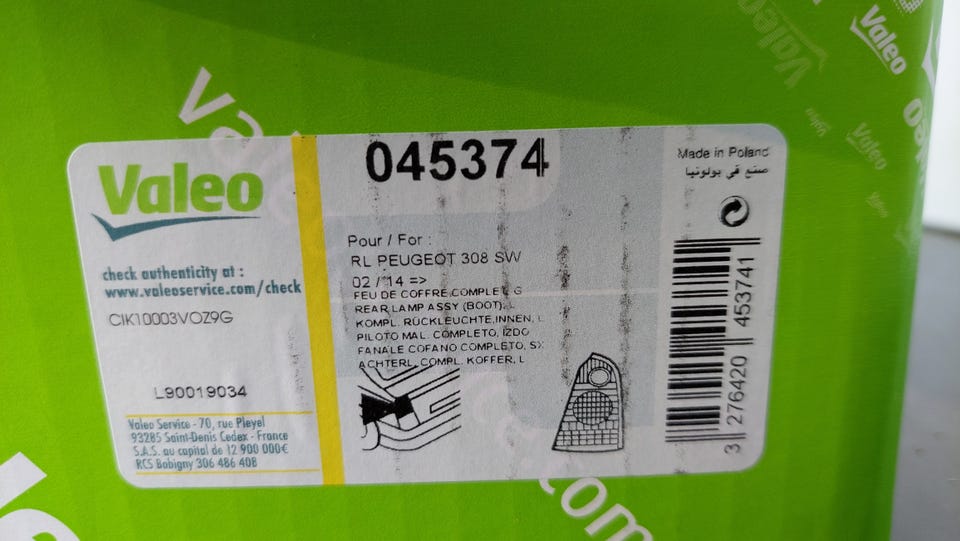 Valeo
Valeo
Valeo
045374
Made in Poland
صنع في بولونيا
Valeo
check authenticity at :
www.valeoservice.com/check
CIK10003VOZ9G
L90019034
Valeo Service - 70, rue Pleyel
93285 Saint-Denis Cedex - France
S.A.S. au capital de 12 900 000€
RCS Bobigny 306 486 408
Pour / For :
RL PEUGEOT 308 SW
02 / 14 =>
FEU DE COFFRE COMPLET, G
REAR LAMP ASSY (BOOT), L
KOMPL. RÜCKLEUCHTE,INNEN, L
PILOTO MAL. COMPLETO, IZDO
FANALE COFANO COMPLETO, SX
ACHTERL. COMPL. KOFFER, L
3 276420 453741